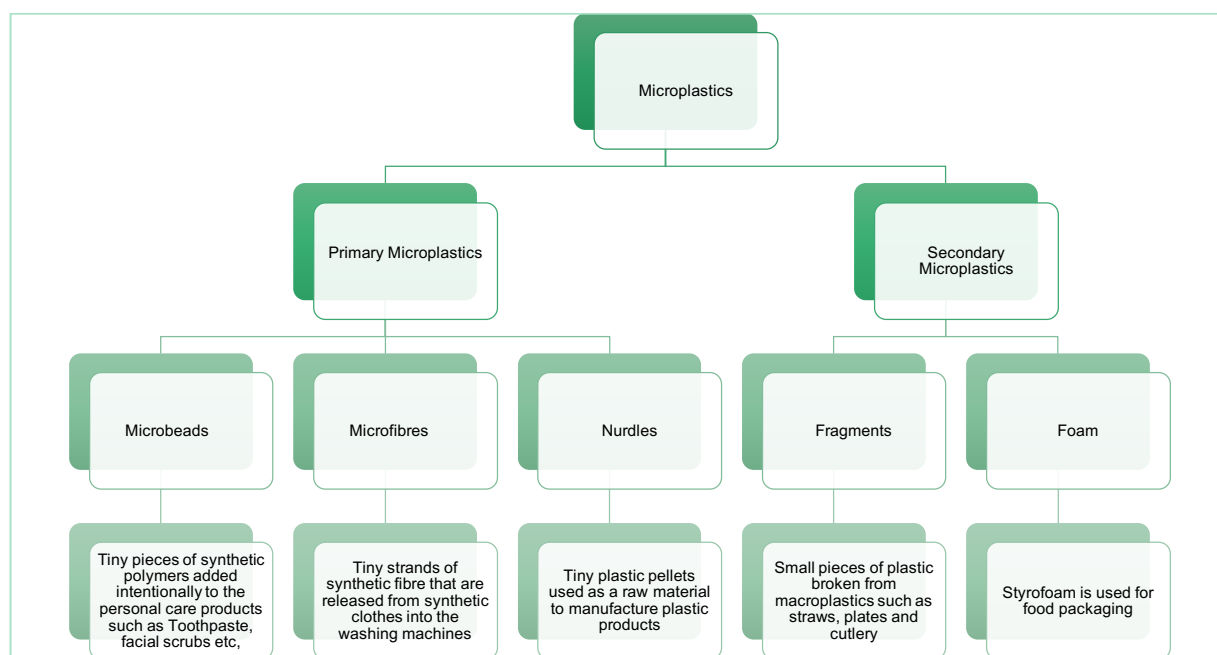 Microplastics
Primary Microplastics
Secondary
Microplastics
Microbeads
Microfibres
Nurdles
Fragments
Foam
Tiny pieces of synthetic
polymers added
intentionally to the
personal care products
such as Toothpaste,
facial scrubs etc,
Tiny strands of
synthetic fibre that are
released from synthetic
clothes into the
washing machines
Tiny plastic pellets
used as a raw material
to manufacture plastic
products
Small pieces of plastic
broken from
macroplastics such as
straws, plates and
cutlery
Styrofoam is used for
food packaging